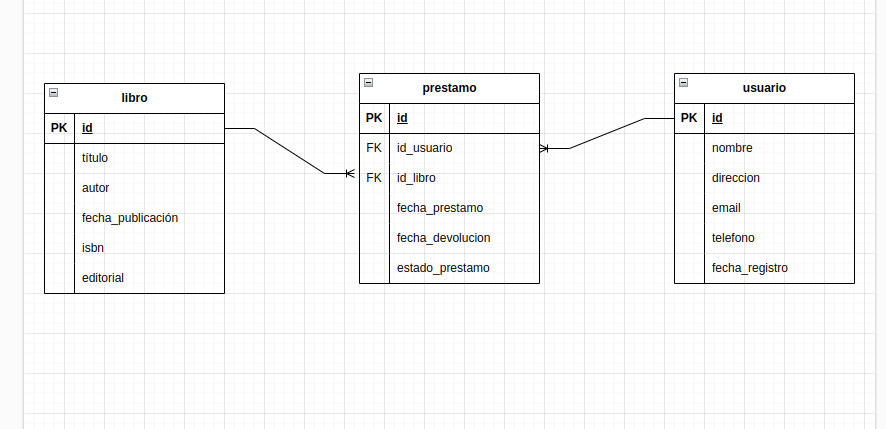 libro
PK id
título
autor
fecha_publicación
isbn
editorial
prestamo
PK id
FK id_usuario
FK id_libro
fecha_prestamo
fecha_devolucion
estado_prestamo
usuario
PK id
nombre
direccion
email
telefono
fecha_registro